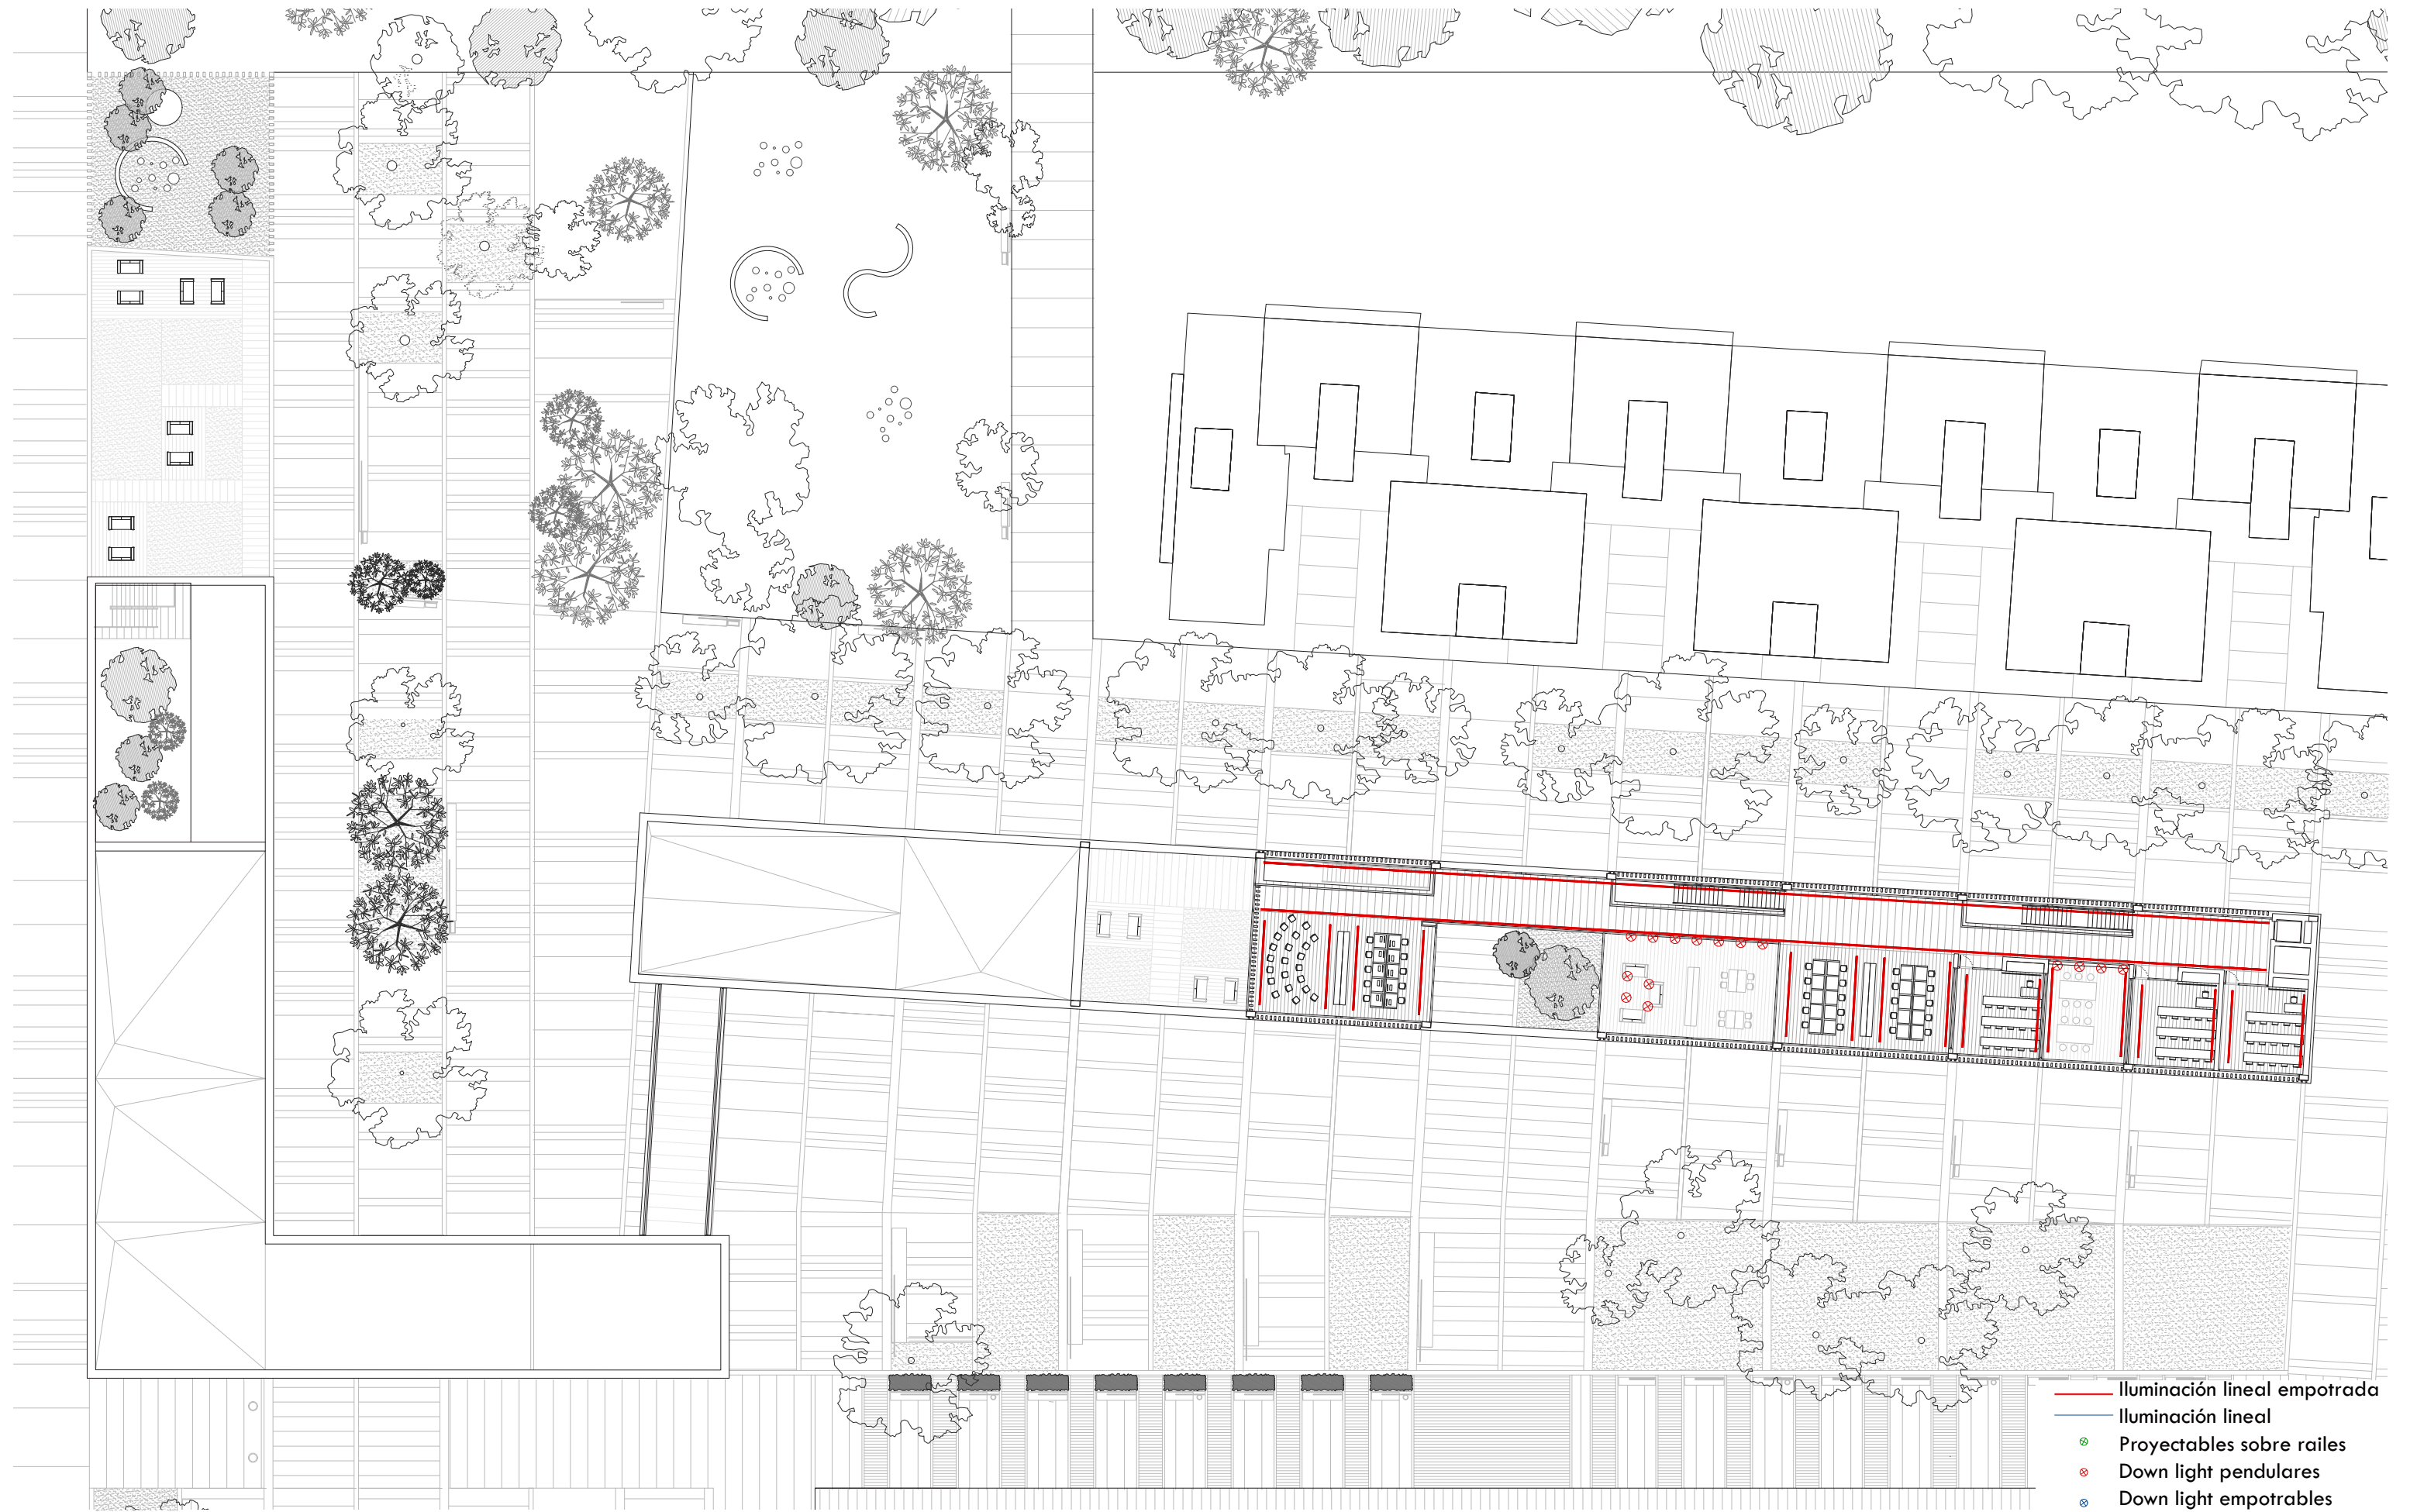 Iluminación lineal empotrada
Iluminación lineal
Proyectables sobre railes
Down light pendulares
Down light empotrables